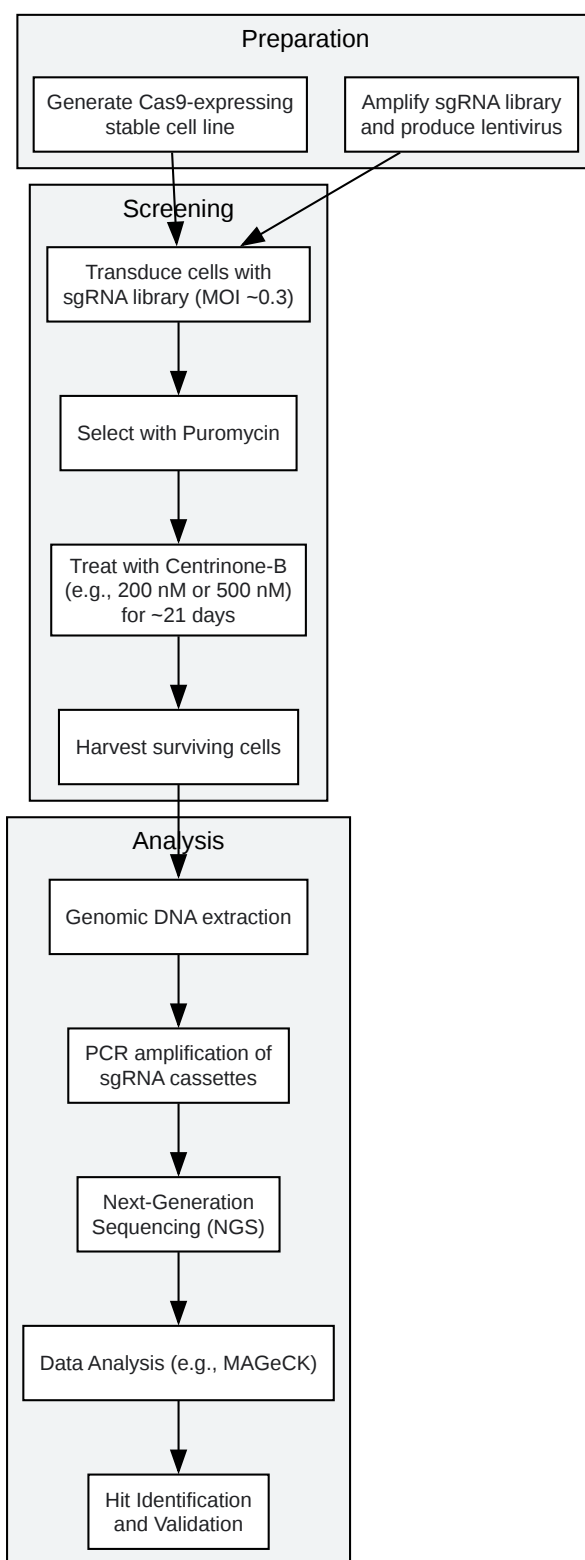 Preparation
Generate Cas9-expressing
stable cell line
Amplify sgRNA library
and produce lentivirus
Screening
Transduce cells with
sgRNA library (MOI ~0.3)
Select with Puromycin
Treat with Centrinone-B
(e.g., 200 nM or 500 nM)
for ~21 days
Harvest surviving cells
Analysis
Genomic DNA extraction
PCR amplification of
sgRNA cassettes
Next-Generation
Sequencing (NGS)
Data Analysis (e.g., MAGeCK)
Hit Identification
and Validation